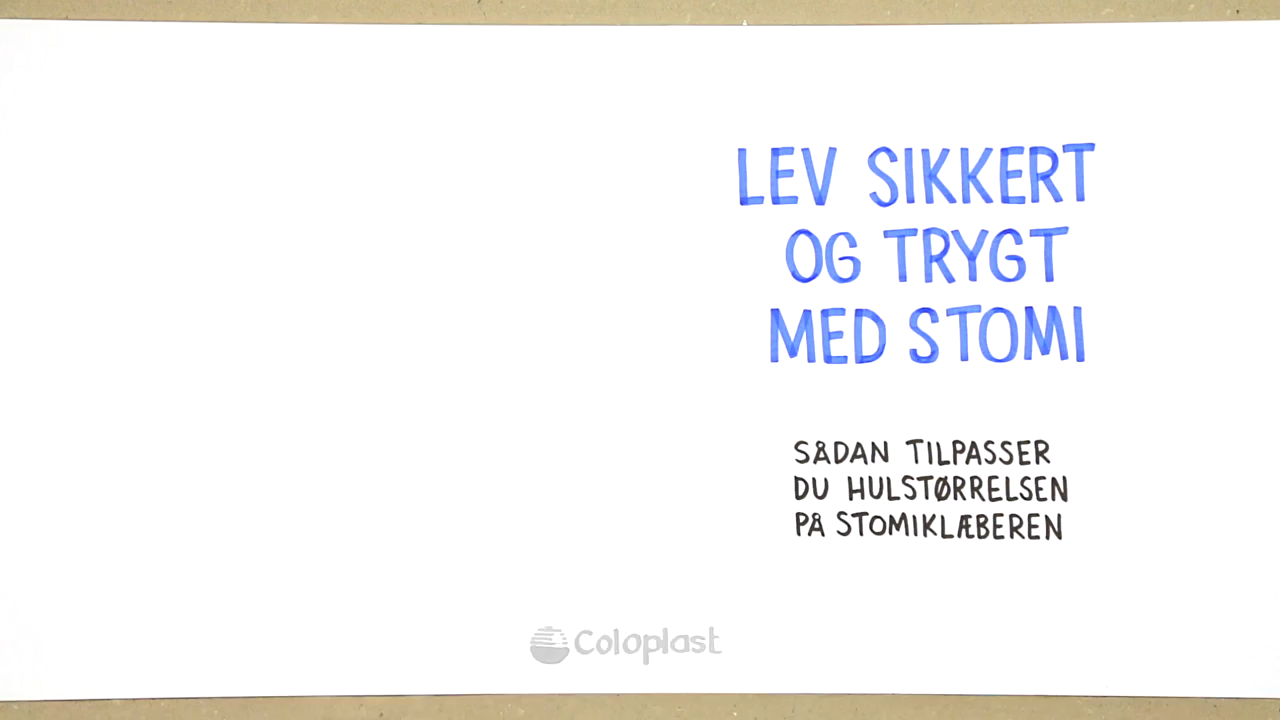 LEV SIKKERT
OG TRYGT
MED STOMI
SÅDAN TILPASSER
DU HULSTØRRELSEN
PÅ STOMIKLÆBEREN
Coloplast